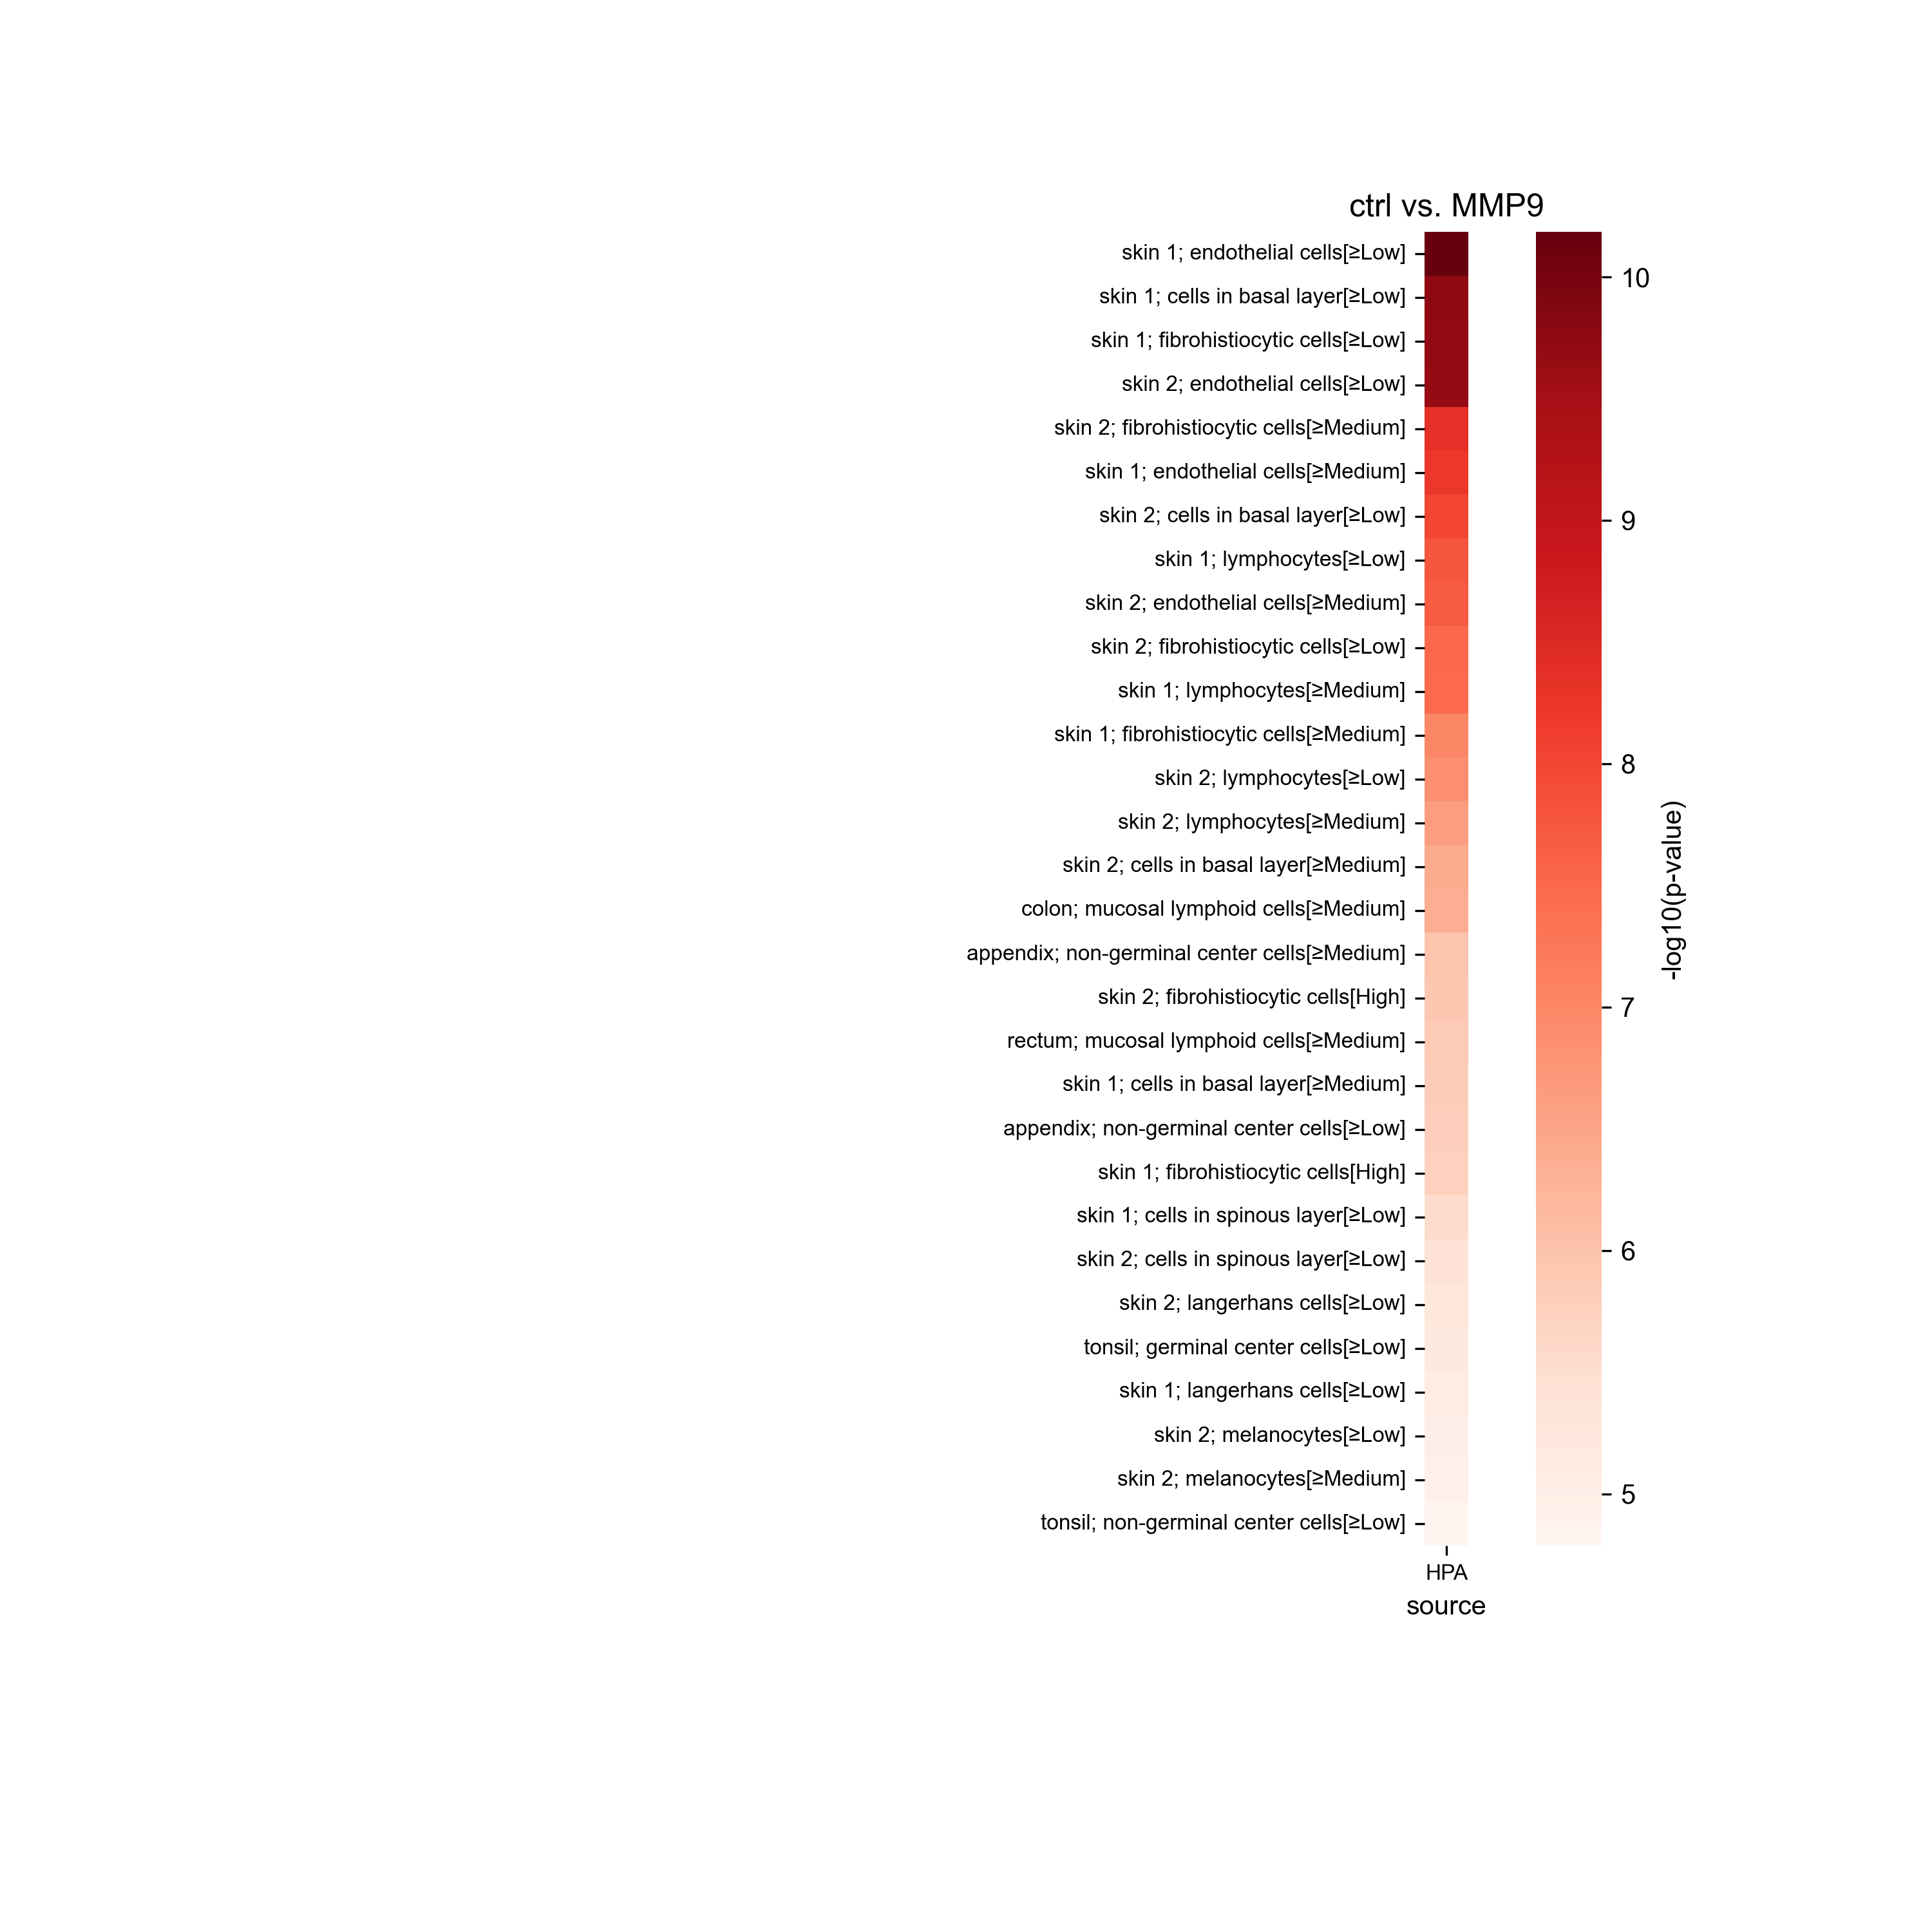 ctrl vs. MMP9
skin 1; endothelial cells[≥Low]
skin 1; cells in basal layer[≥Low]
skin 1; fibrohistiocytic cells[≥Low]
skin 2; endothelial cells[≥Low]
skin 2; fibrohistiocytic cells[≥Medium]
skin 1; endothelial cells[≥Medium]
skin 2; cells in basal layer[≥Low]
skin 1; lymphocytes[≥Low]
skin 2; endothelial cells[≥Medium]
skin 2; fibrohistiocytic cells[≥Low]
skin 1; lymphocytes[≥Medium]
skin 1; fibrohistiocytic cells[≥Medium]
skin 2; lymphocytes[≥Low]
skin 2; lymphocytes[≥Medium]
skin 2; cells in basal layer[≥Medium]
colon; mucosal lymphoid cells[≥Medium]
appendix; non-germinal center cells[≥Medium]
skin 2; fibrohistiocytic cells[High]
rectum; mucosal lymphoid cells[≥Medium]
skin 1; cells in basal layer[≥Medium]
appendix; non-germinal center cells[≥Low]
skin 1; fibrohistiocytic cells[High]
skin 1; cells in spinous layer[≥Low]
skin 2; cells in spinous layer[≥Low]
skin 2; langerhans cells[≥Low]
tonsil; germinal center cells[≥Low]
skin 1; langerhans cells[≥Low]
skin 2; melanocytes[≥Low]
skin 2; melanocytes[≥Medium]
tonsil; non-germinal center cells[≥Low]
HPA
source
10
9
8
7
6
5
-log10(p-value)